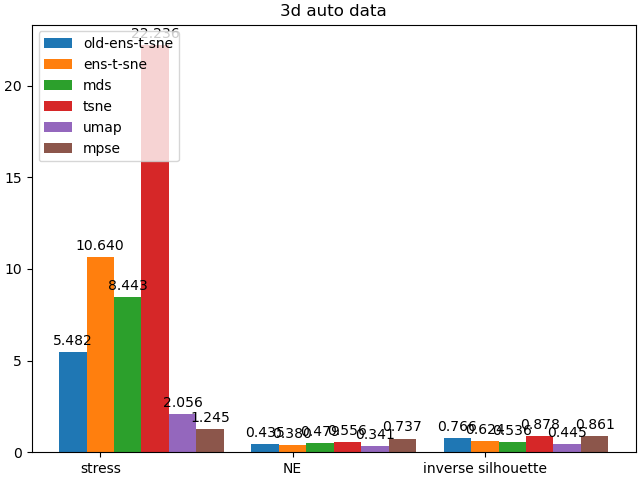 3d auto data
22.236
old-ens-t-sne
ens-t-sne
mds
tsne
umap
mpse
20
15
10
5
0
10.640
8.443
5.482
2.056
1.245
0.435
0.380
0.479
0.556
0.341
0.737
0.766
0.624
0.536
0.878
0.445
0.861
stress
NE
inverse silhouette